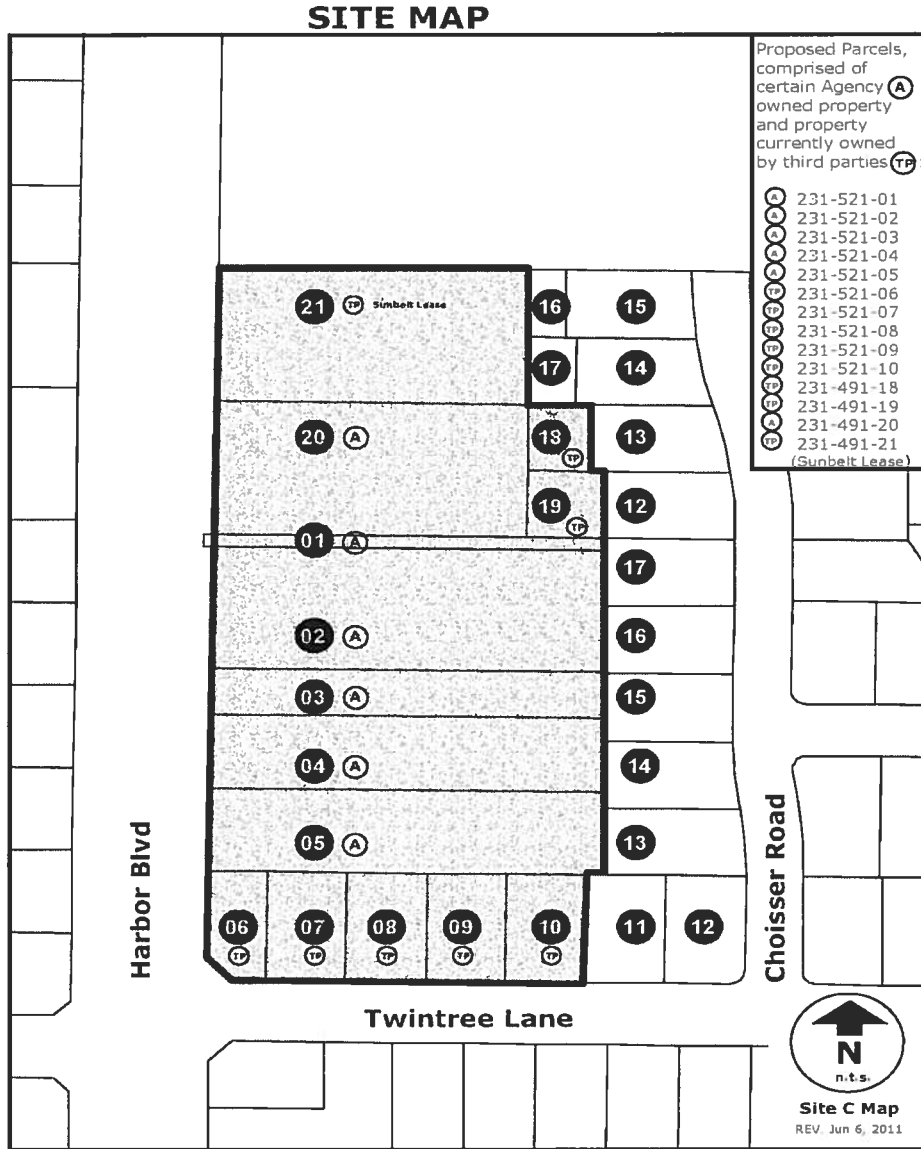 SITE MAP
Proposed Parcels,
comprised of
certain Agency A
owned property
and property
currently owned
by third parties TP :
A 231-521-01
A 231-521-02
A 231-521-03
A 231-521-04
A 231-521-05
TP 231-521-06
TP 231-521-07
TP 231-521-08
TP 231-521-09
TP 231-521-10
TP 231-491-18
TP 231-491-19
A 231-491-20
TP 231-491-21
(Sunbelt Lease)
21 TP Sunbelt Lease
16
15
17
14
20 A
18 TP
13
19 TP
12
01 A
17
02 A
16
03 A
15
04 A
14
05 A
13
06 TP
07 TP
08 TP
09 TP
10 TP
11
12
Harbor Blvd
Choisser Road
Twintree Lane
N
n.t.s.
Site C Map
REV. Jun 6, 2011